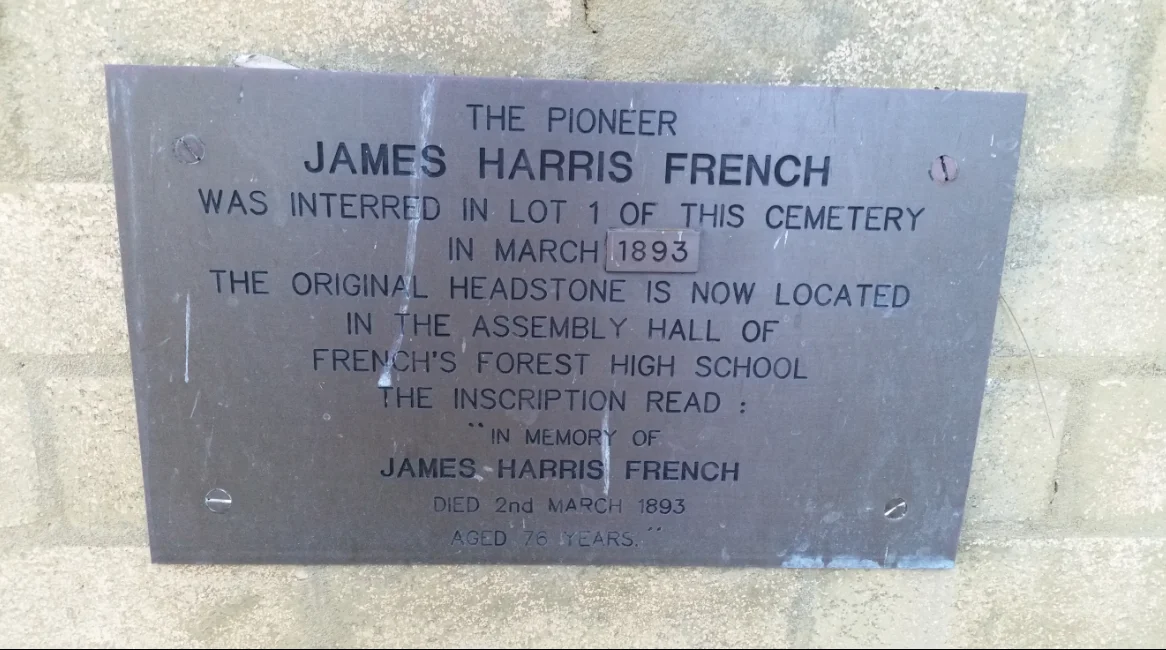 THE PIONEER
JAMES HARRIS FRENCH
WAS INTERRED IN LOT 1 OF THIS CEMETERY
IN MARCH 1893
THE ORIGINAL HEADSTONE IS NOW LOCATED
IN THE ASSEMBLY HALL OF
FRENCH'S FOREST HIGH SCHOOL
THE INSCRIPTION READ :
"IN MEMORY OF
JAMES HARRIS FRENCH
DIED 2nd MARCH 1893
AGED 76 YEARS."